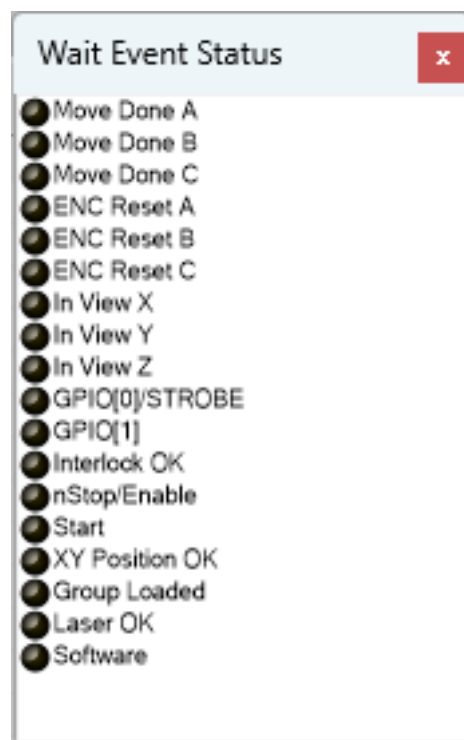 Wait Event Status
x
Move Done A
Move Done B
Move Done C
ENC Reset A
ENC Reset B
ENC Reset C
In View X
In View Y
In View Z
GPIO[0]/STROBE
GPIO[1]
Interlock OK
nStop/Enable
Start
XY Position OK
Group Loaded
Laser OK
Software